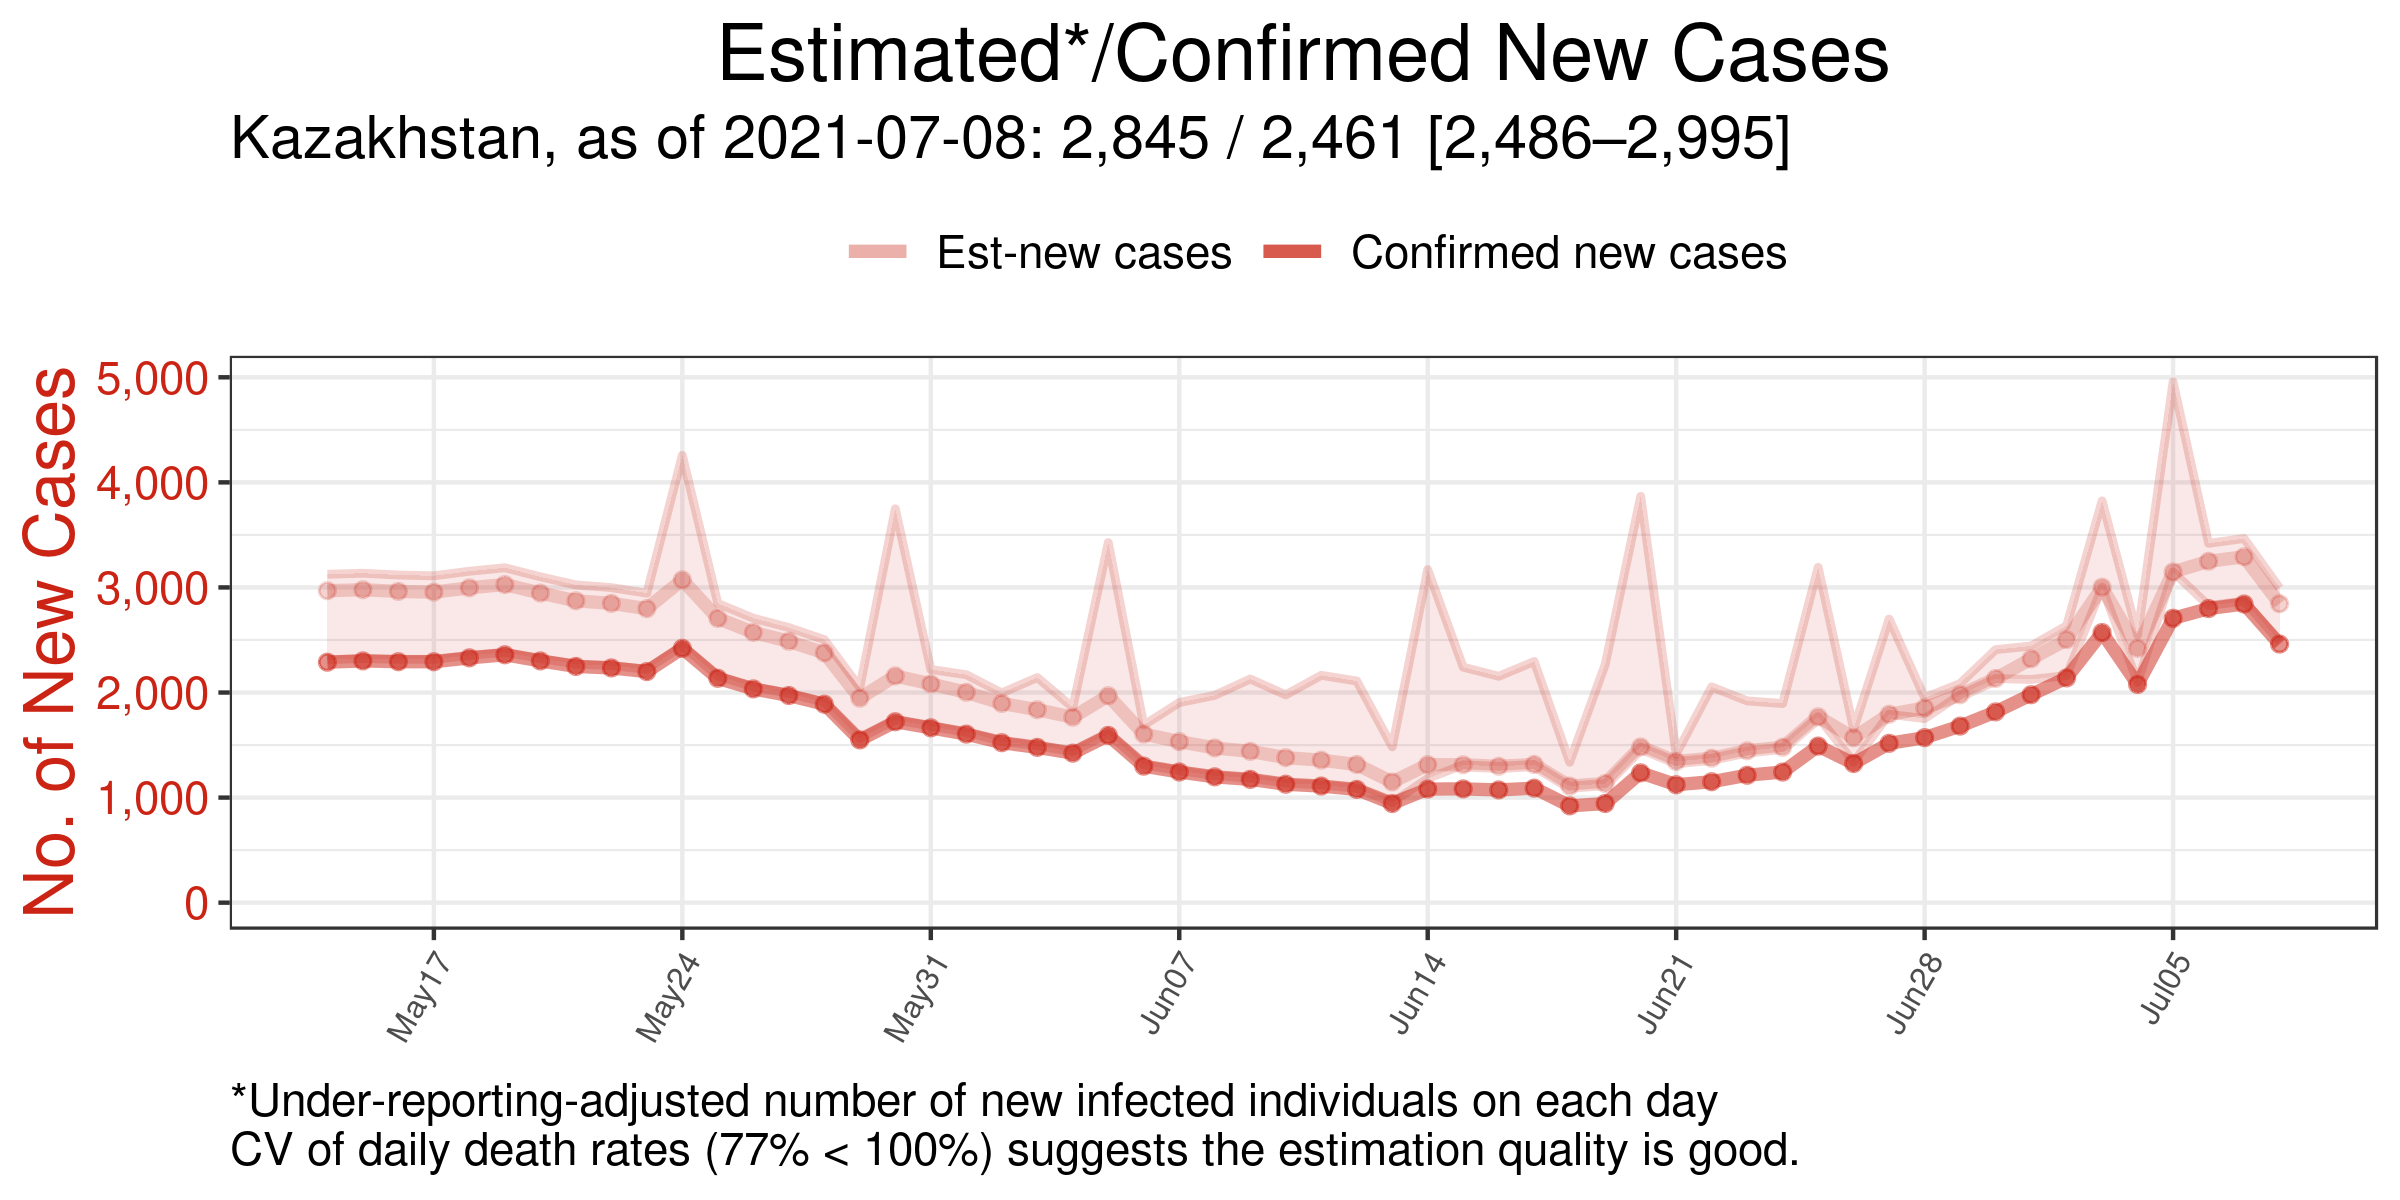 Estimated*/Confirmed New Cases
Kazakhstan, as of 2021-07-08: 2,845 / 2,461 [2,486–2,995]
Est-new cases
Confirmed new cases
No. of New Cases
5,000
4,000
3,000
2,000
1,000
0
May17
May24
May31
Jun07
Jun14
Jun21
Jun28
Jul05
*Under-reporting-adjusted number of new infected individuals on each day
CV of daily death rates (77% < 100%) suggests the estimation quality is good.